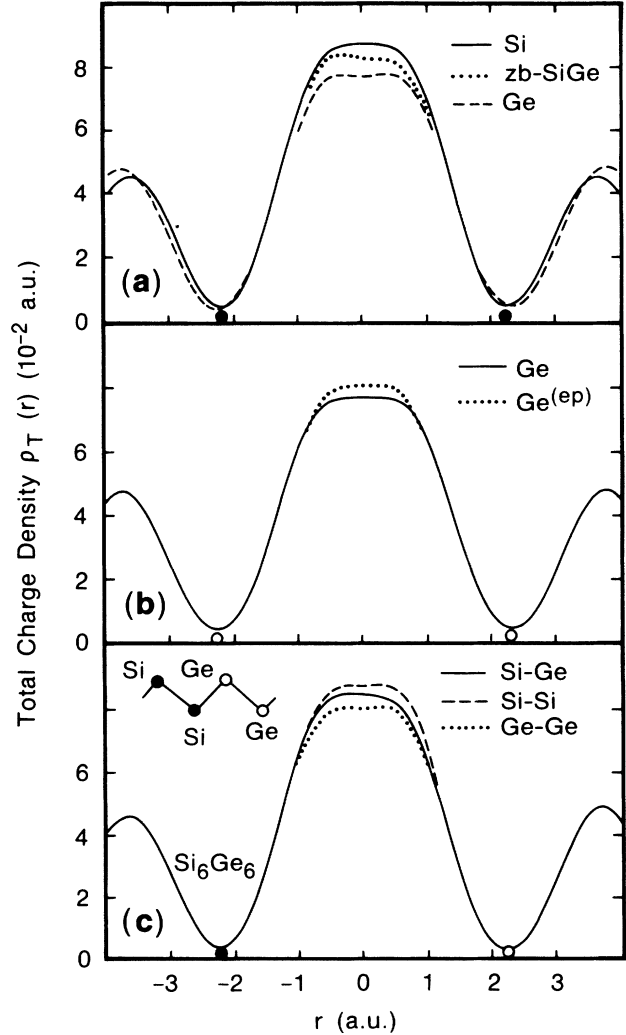 Total Charge Density ρ_T (r) (10⁻² a.u.)
8
6
4
2
0
Si
zb-SiGe
Ge
(a)
6
4
2
0
Ge
Ge(ep)
(b)
6
4
2
0
Si Ge
Si Ge
Si-Ge
Si-Si
Ge-Ge
Si₆Ge₆
(c)
-3 -2 -1 0 1 2 3
r (a.u.)